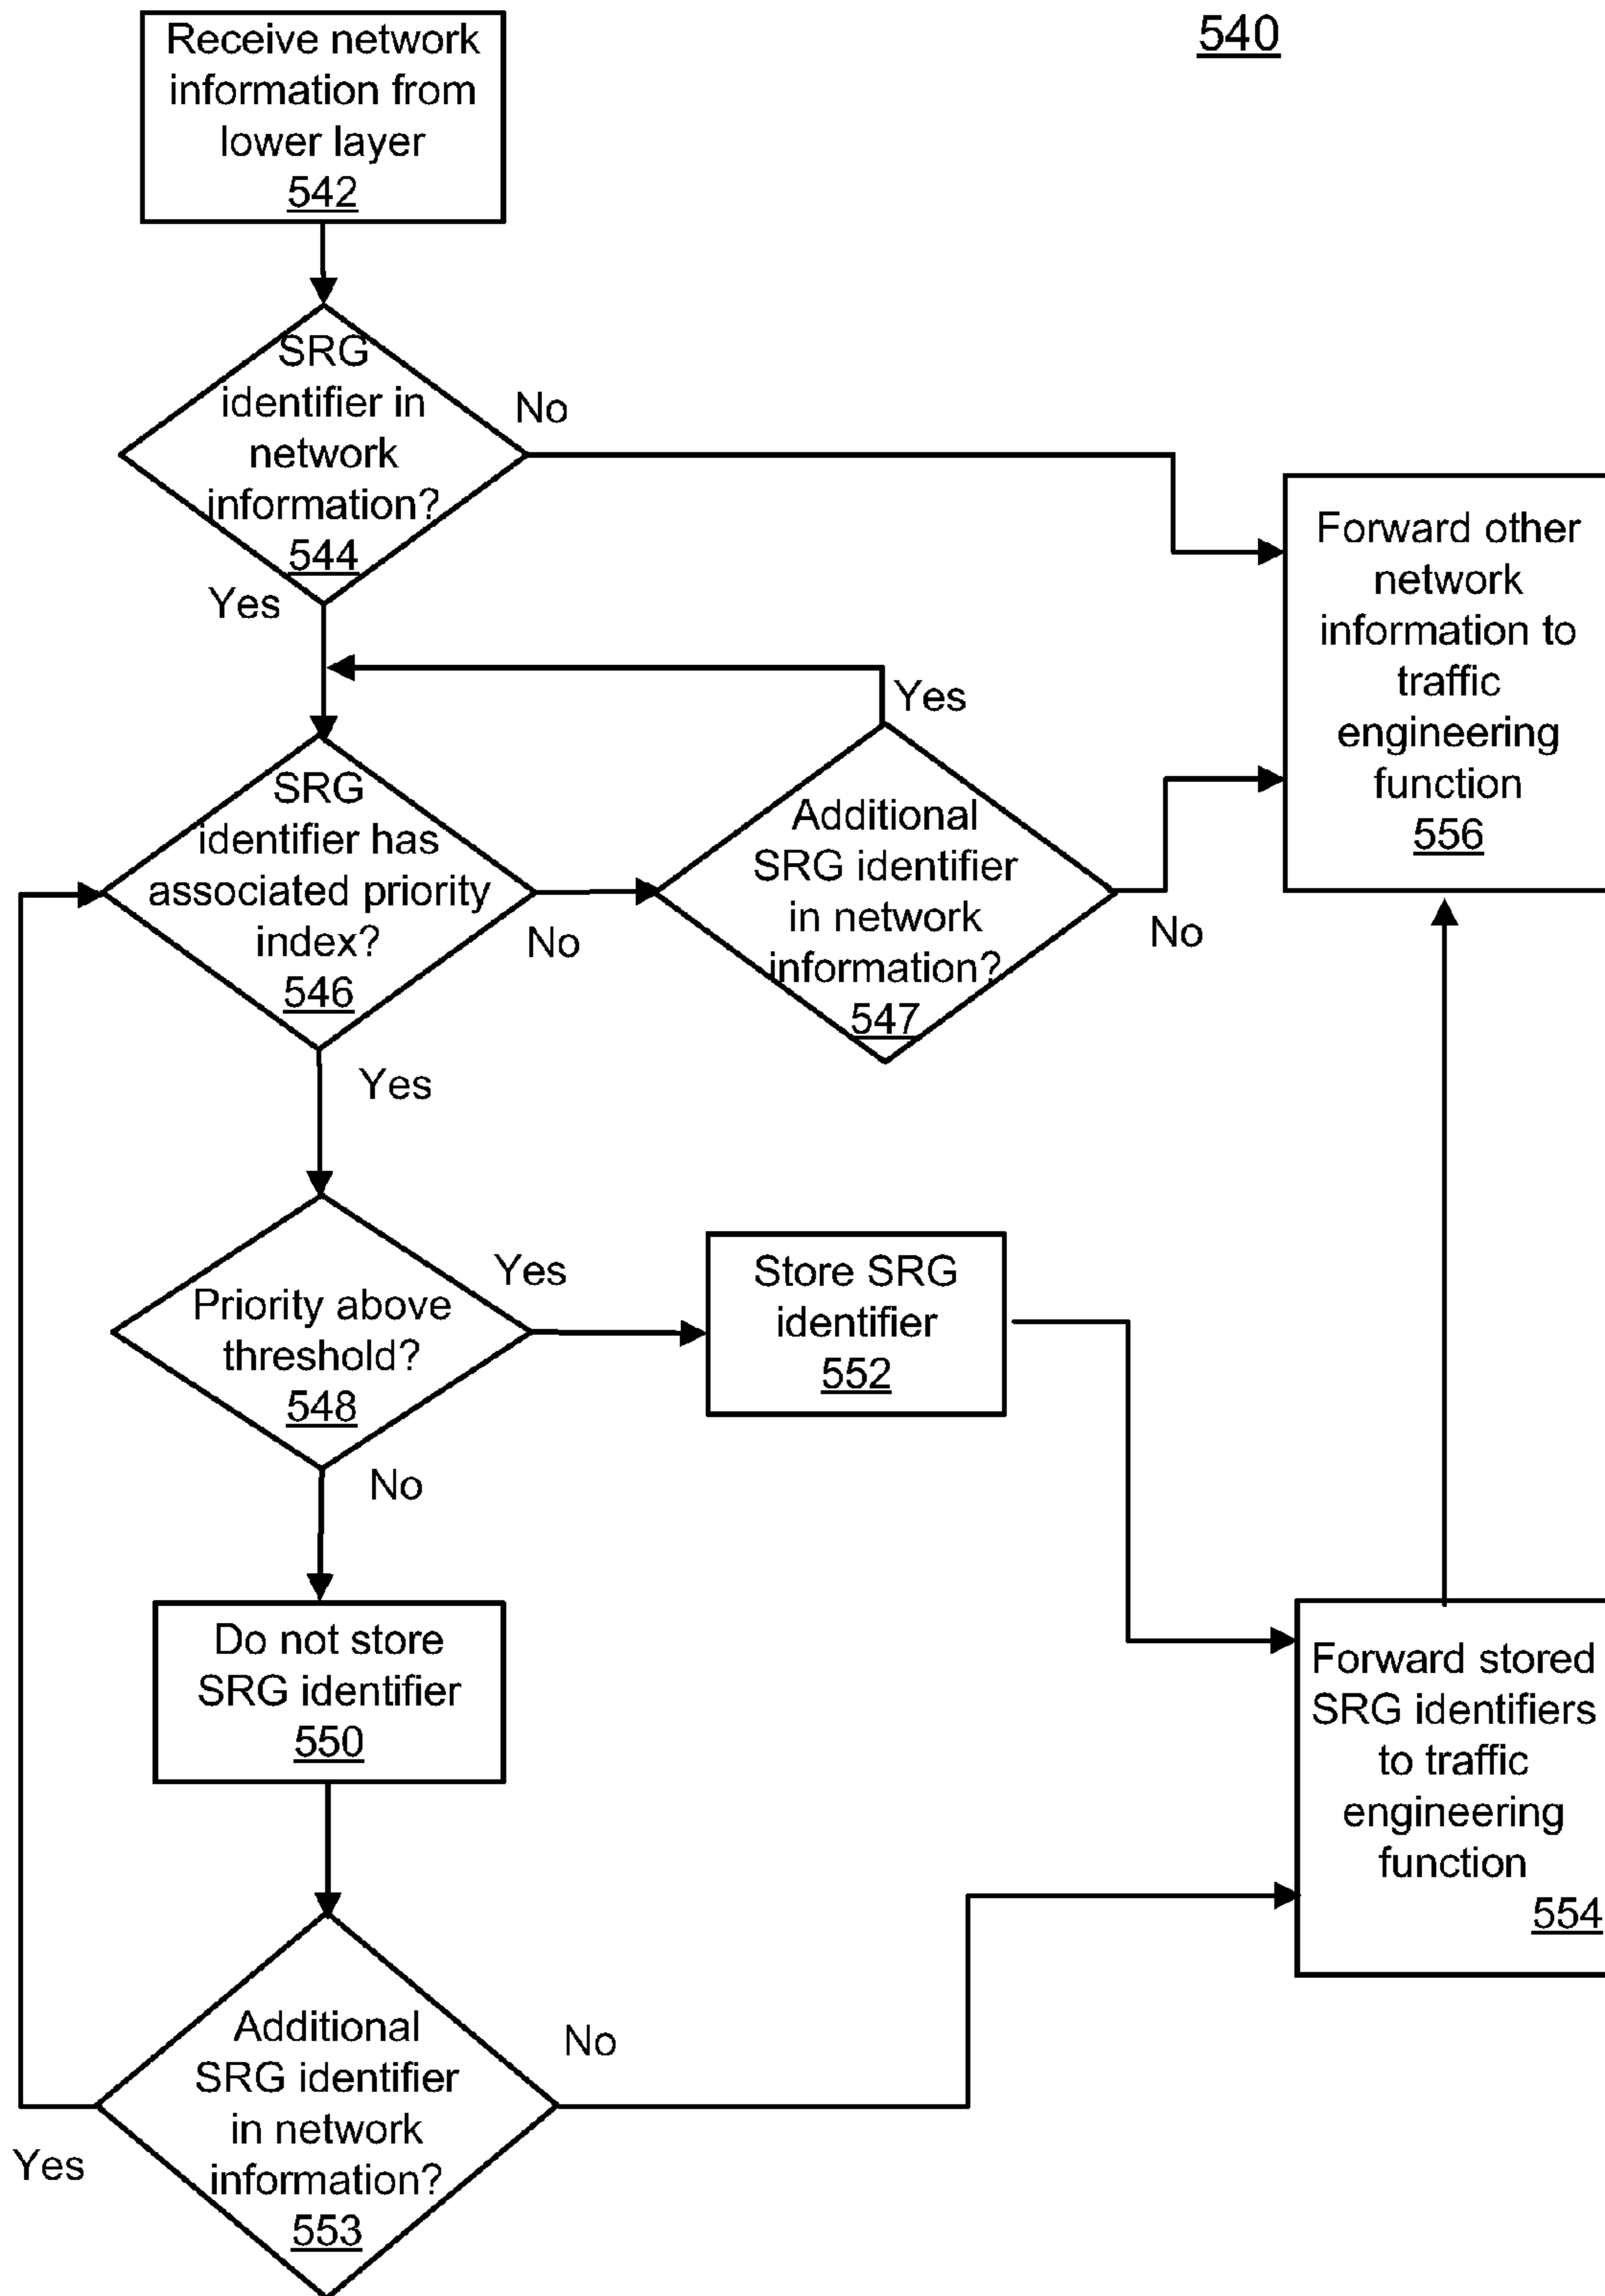 540
Receive network
information from
lower layer
542
SRG
identifier in
network
information?
544
No
Yes
Forward other
network
information to
traffic
engineering
function
556
Yes
SRG
identifier has
associated priority
index?
546
No
Additional
SRG identifier
in network
information?
547
No
Yes
Priority above
threshold?
548
Yes
No
Store SRG
identifier
552
Do not store
SRG identifier
550
Forward stored
SRG identifiers
to traffic
engineering
function
554
Additional
SRG identifier
in network
information?
553
No
Yes